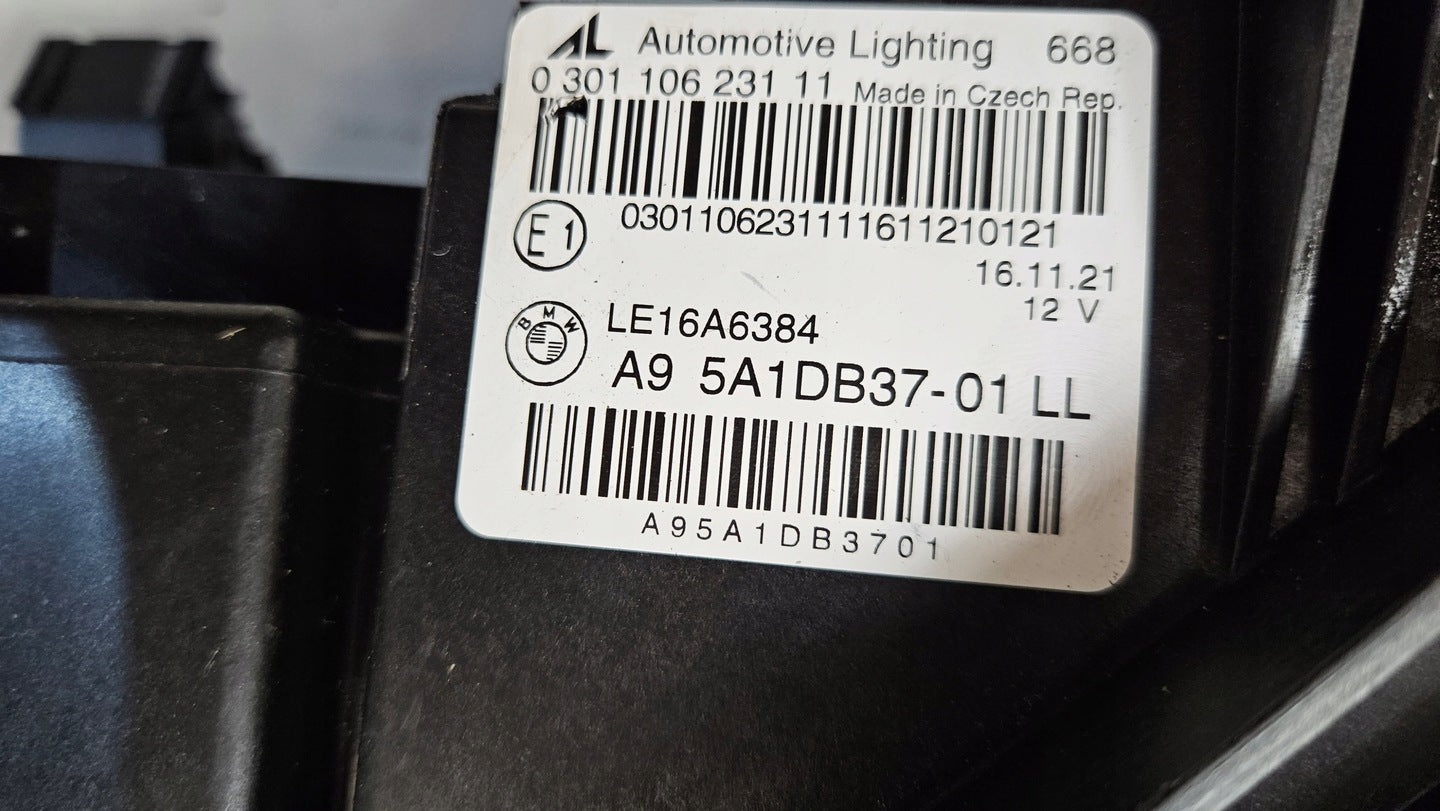 AL Automotive Lighting 668
0 301 106 231 11 Made in Czech Rep.
0301106231111611210121
E1
16.11.21
12 V
BMW
LE16A6384
A9 5A1DB37-01 LL
A95A1DB3701